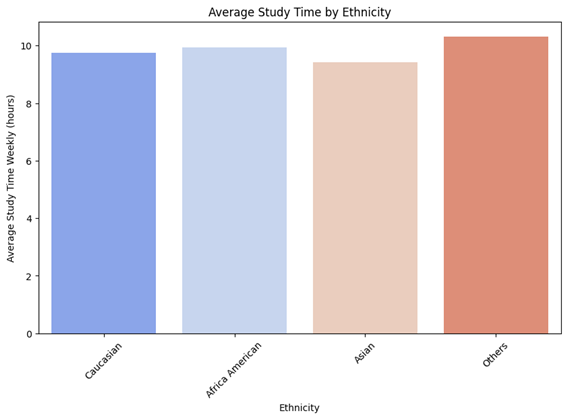 Average Study Time by Ethnicity
Average Study Time Weekly (hours)
10
8
6
4
2
0
Caucasian
Africa American
Asian
Others
Ethnicity